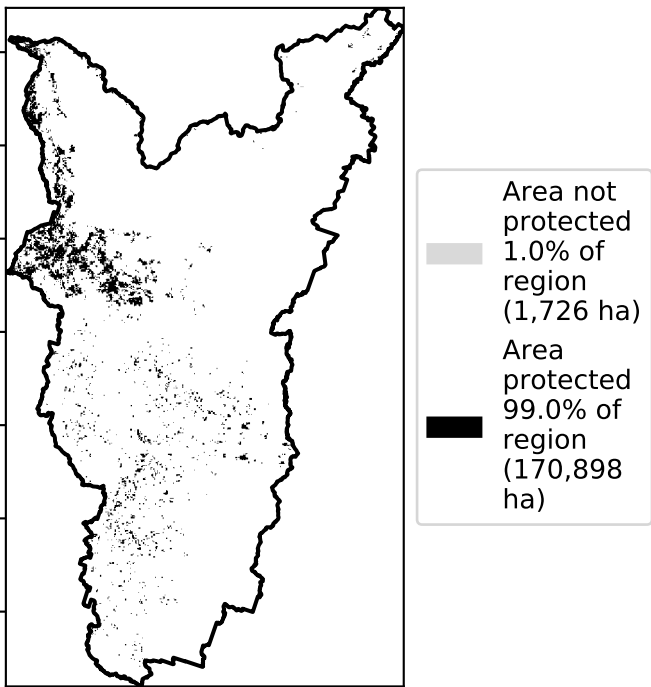 Area not
protected
1.0% of
region
(1,726 ha)
Area
protected
99.0% of
region
(170,898
ha)